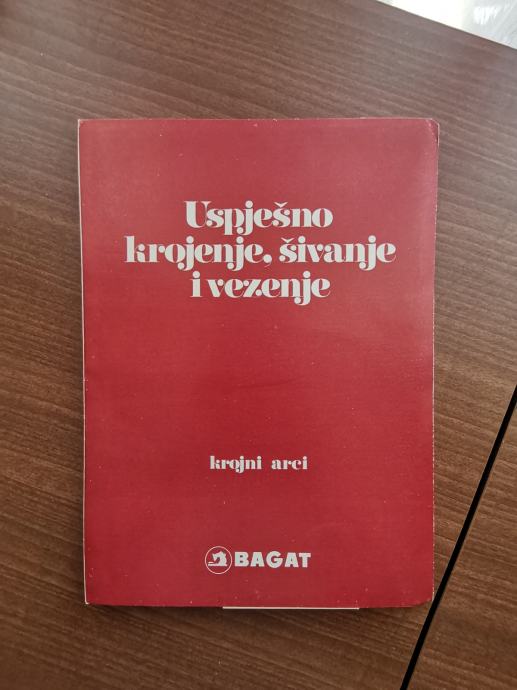 Uspješno
krojenje, šivanje
i vezenje
krojni arci
BAGAT